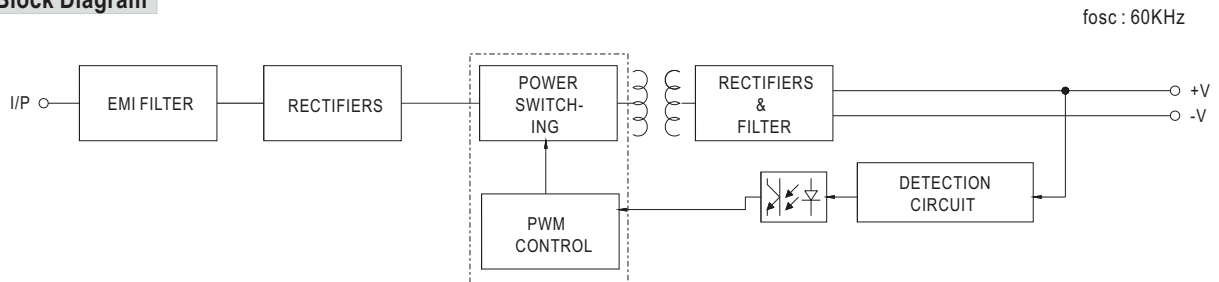 Block Diagram
fosc : 60KHz
I/P
EMI FILTER
RECTIFIERS
POWER
SWITCH-
ING
RECTIFIERS
&
FILTER
+V
-V
DETECTION
CIRCUIT
PWM
CONTROL